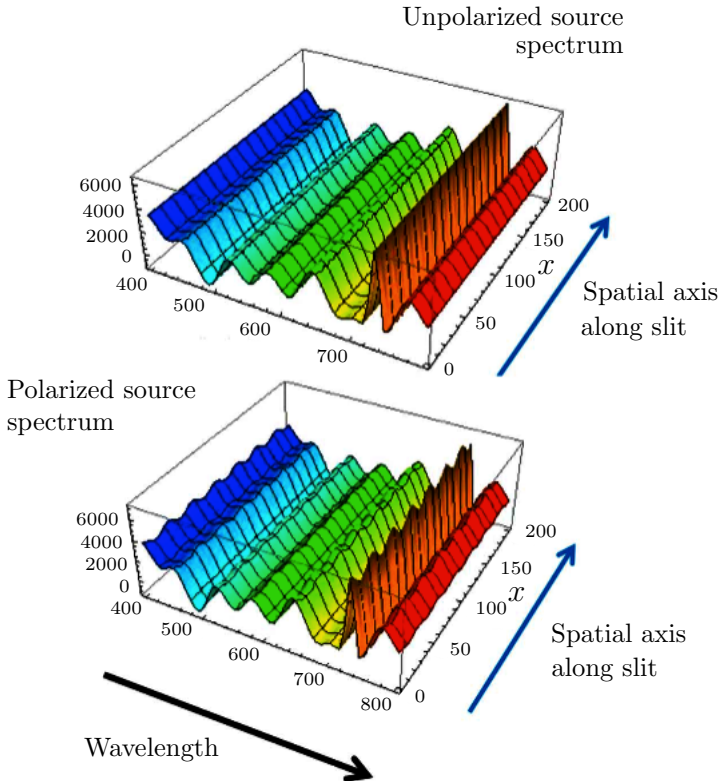 Unpolarized source
spectrum
6000
4000
2000
0
400
500
600
700
0
50
100
150
200
x
Spatial axis
along slit
Polarized source
spectrum
6000
4000
2000
0
400
500
600
700
800
0
50
100
150
200
x
Spatial axis
along slit
Wavelength